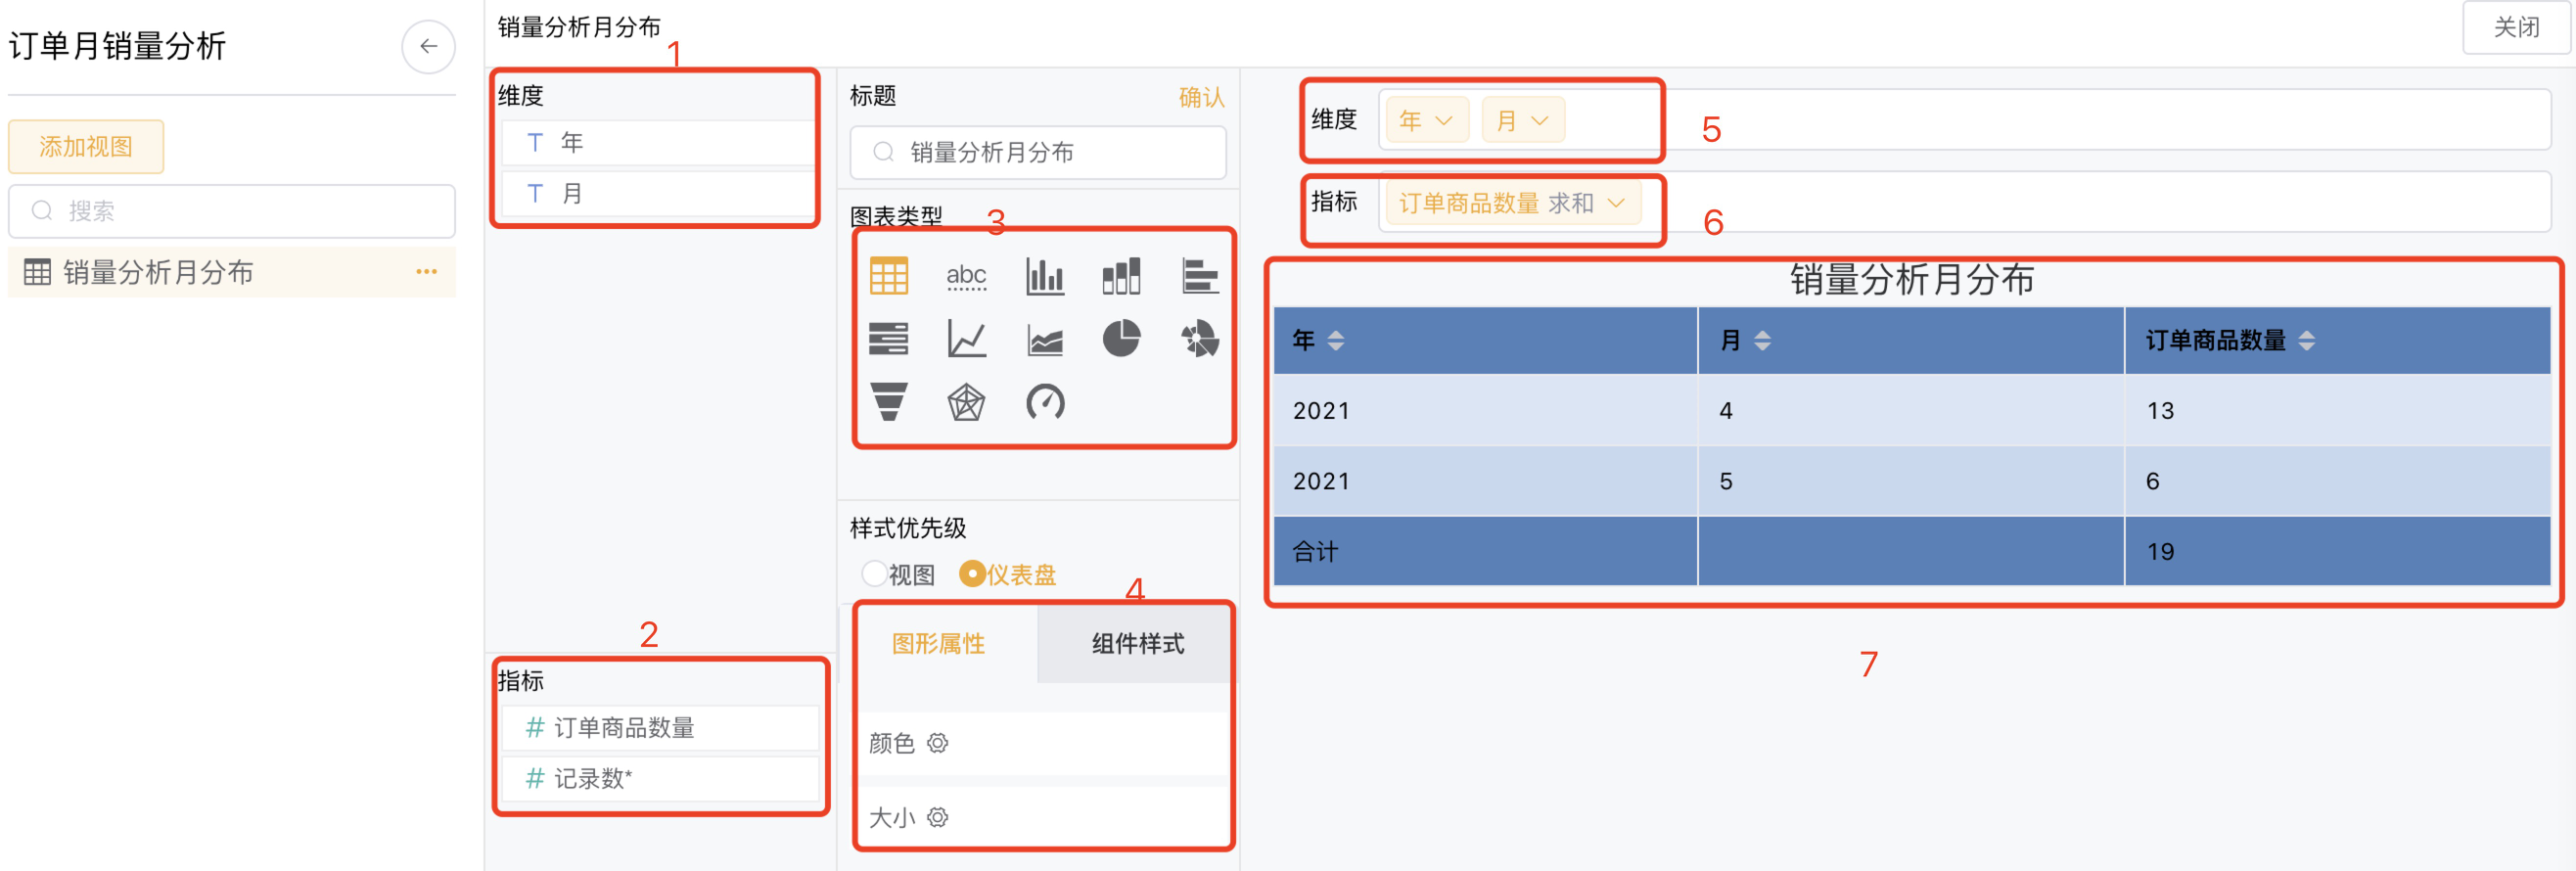 订单月销量分析
添加视图
搜索
销量分析月分布
销量分析月分布
关闭
1
维度
T 年
T 月
2
指标
# 订单商品数量
# 记录数*
标题 确认
销量分析月分布
图表类型
3
abc
样式优先级
视图 仪表盘
4
图形属性 组件样式
颜色
大小
维度 年 月
5
指标 订单商品数量 求和
6
销量分析月分布
年 月 订单商品数量
2021 4 13
2021 5 6
合计 19
7